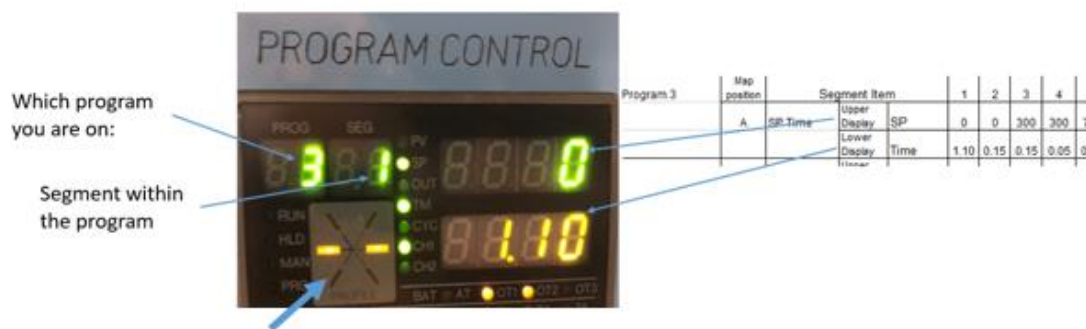 PROGRAM CONTROL
Which program
you are on:
Segment within
the program
PROG SEG
3 1 0
PV
SP
OUT
TM
CYC
CH1
CH2
1.10
RUN
HLD
MAN
PRG
PROFILE
BAT AT OT1 OT2 OT3
Program 3 Map position Segment Item 1 2 3 4
A SP.Time Upper Display SP 0 0 300 300
Lower Display Time 1.10 0.15 0.15 0.05
Upper